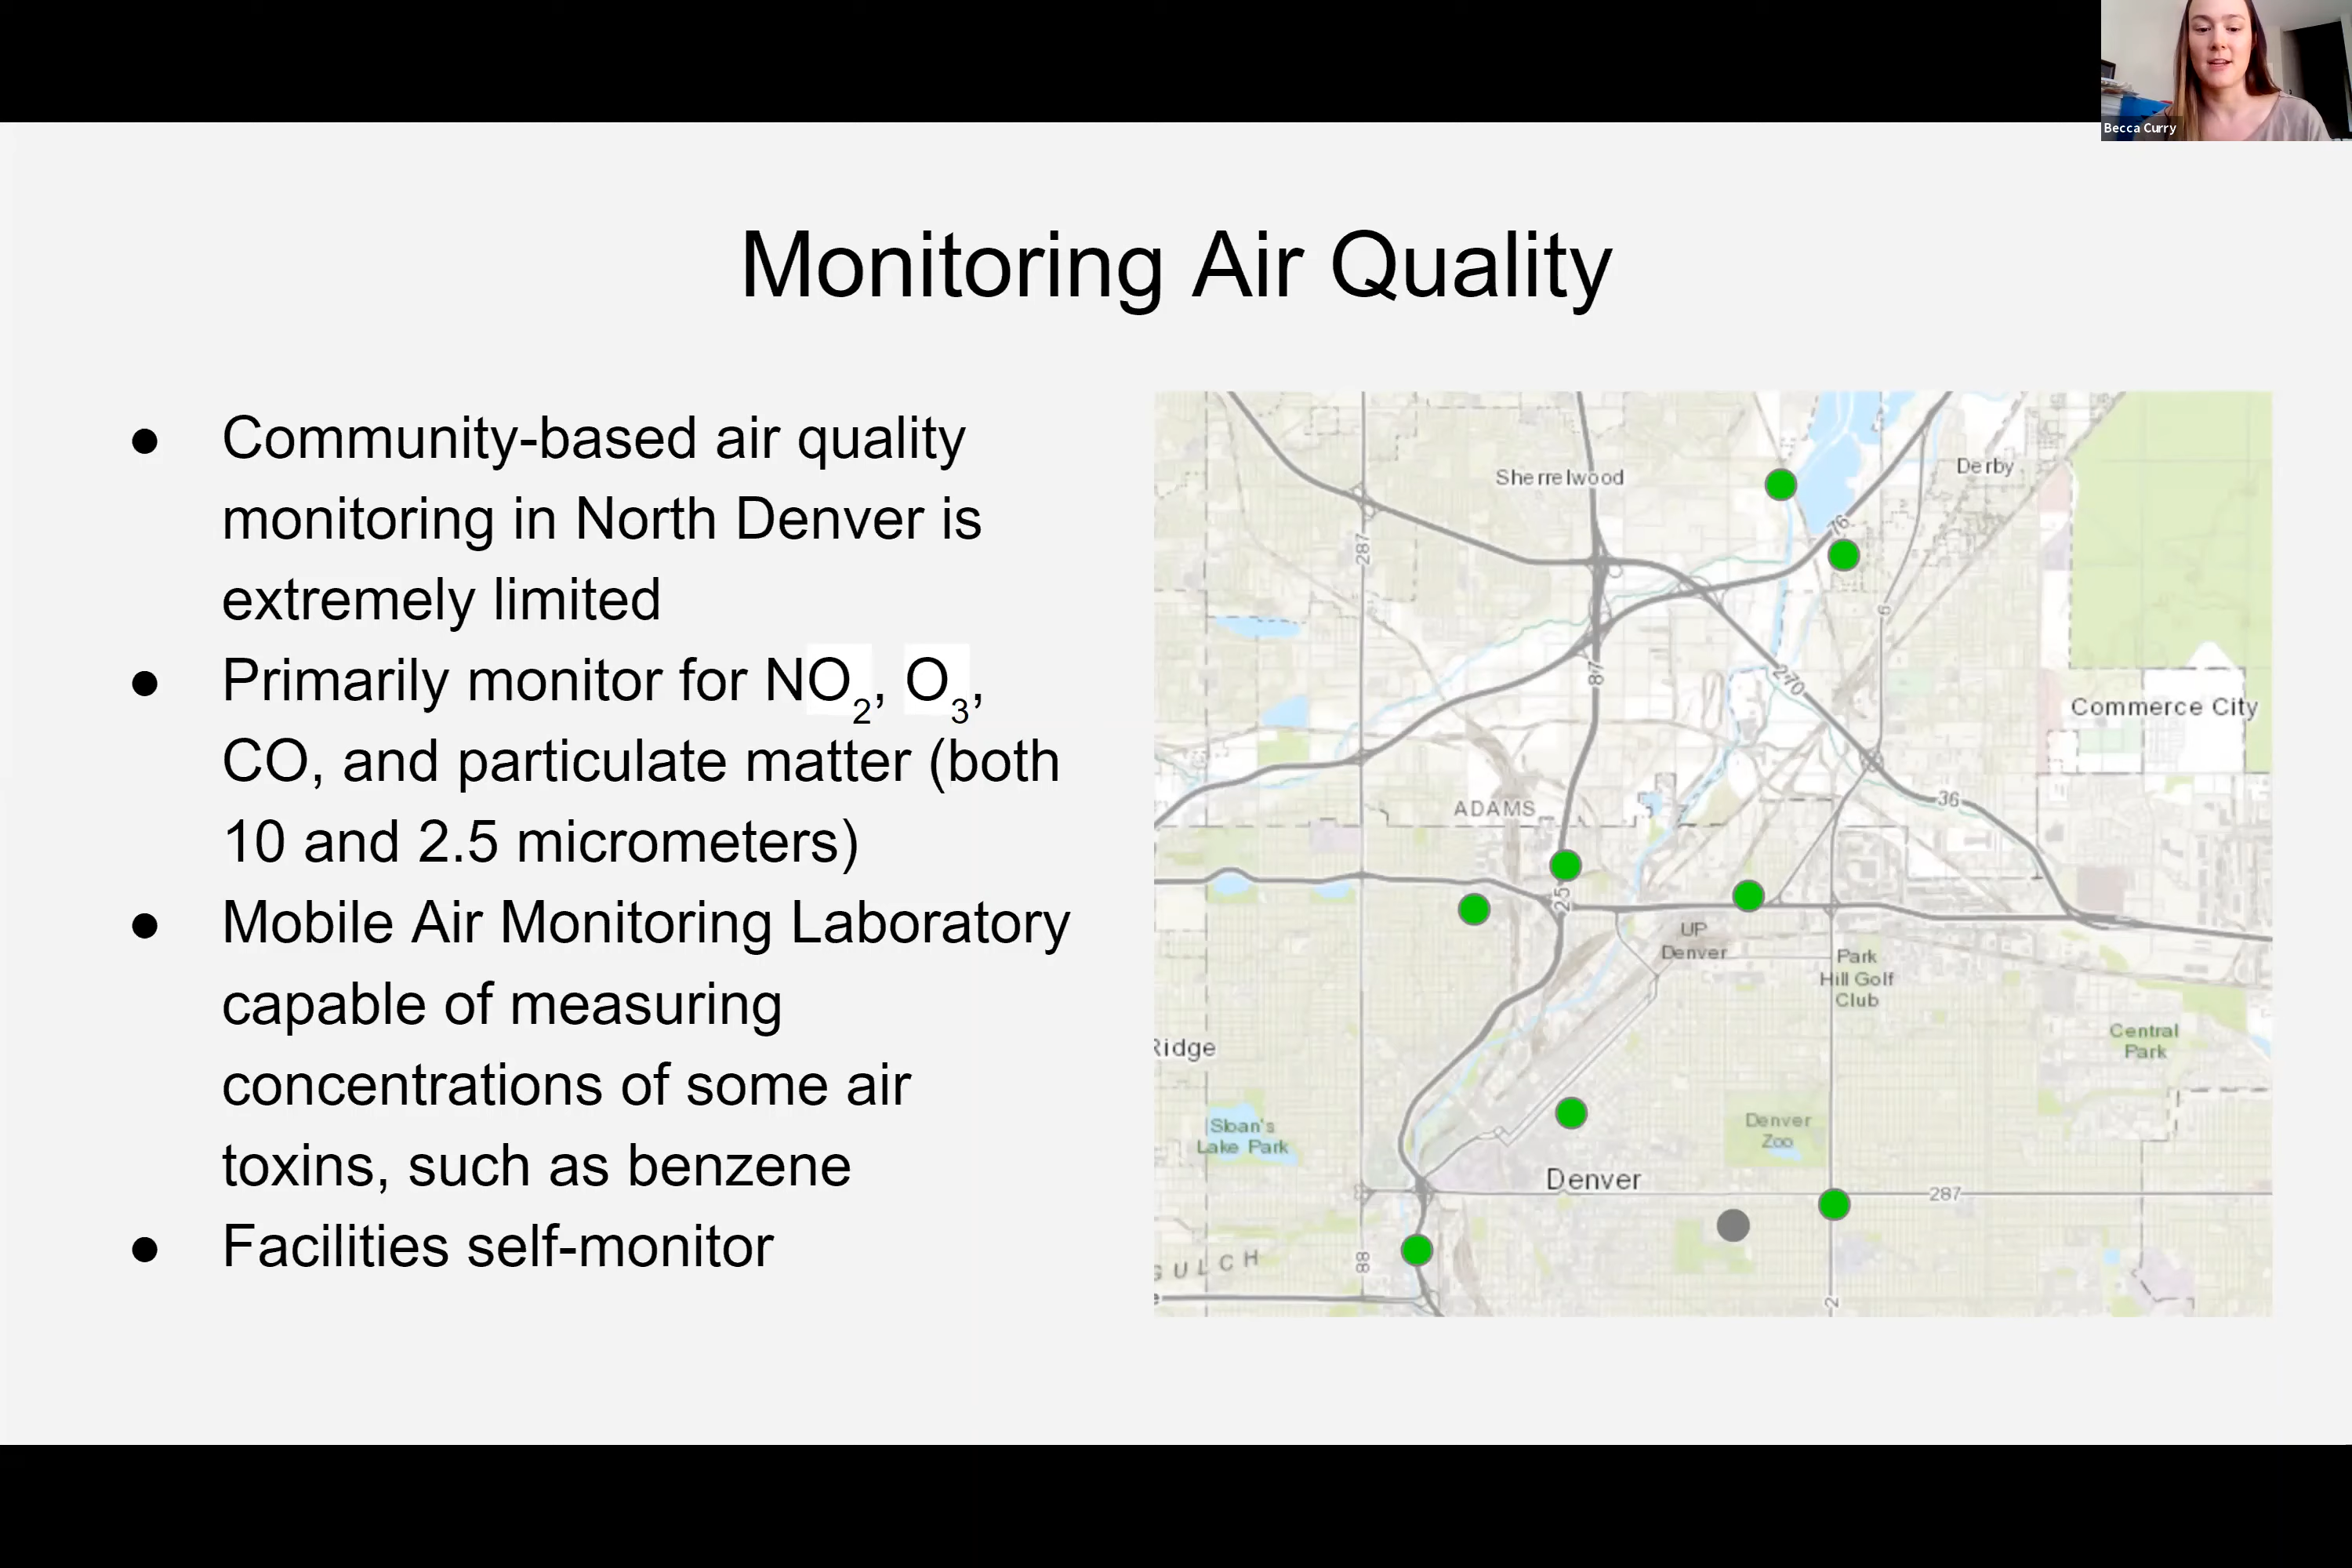 Becca Curry
Monitoring Air Quality
● Community-based air quality
monitoring in North Denver is
extremely limited
● Primarily monitor for NO₂, O₃,
CO, and particulate matter (both
10 and 2.5 micrometers)
● Mobile Air Monitoring Laboratory
capable of measuring
concentrations of some air
toxins, such as benzene
● Facilities self-monitor
Sherrelwood
Derby
76
287
6
87
270
Commerce City
ADAMS
36
25
UP
Denver
Park
Hill Golf
Club
Central
Park
Ridge
Sloan's
Lake Park
Denver
Zoo
Denver
287
88
GULCH
2